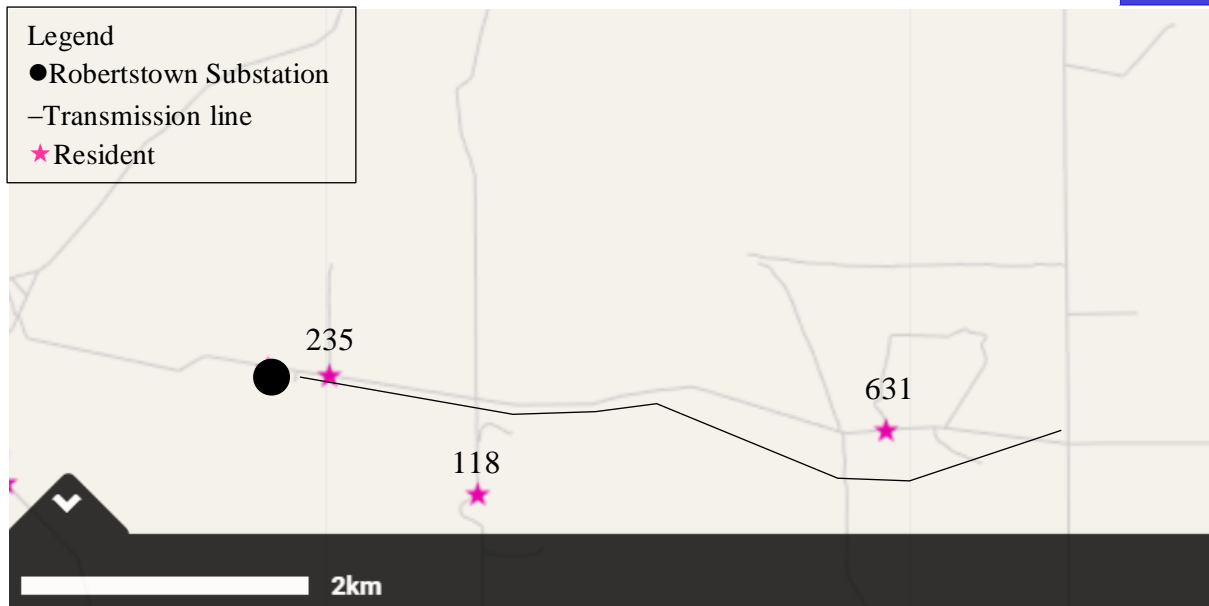 Legend
●Robertstown Substation
–Transmission line
★Resident
235
631
118
2km